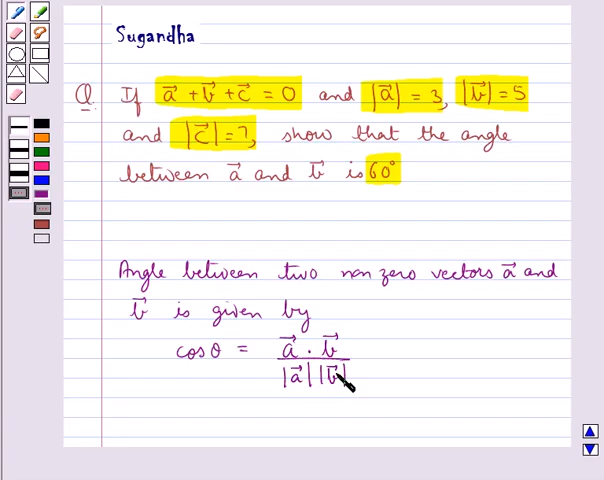 Sugandha
Q. If a⃗ + b⃗ + c⃗ = 0 and |a⃗| = 3, |b⃗| = 5
and |c⃗| = 7, show that the angle
between a⃗ and b⃗ is 60°
Angle between two non zero vectors a⃗ and
b⃗ is given by
cosθ = a⃗ . b⃗
|a⃗| |b⃗|